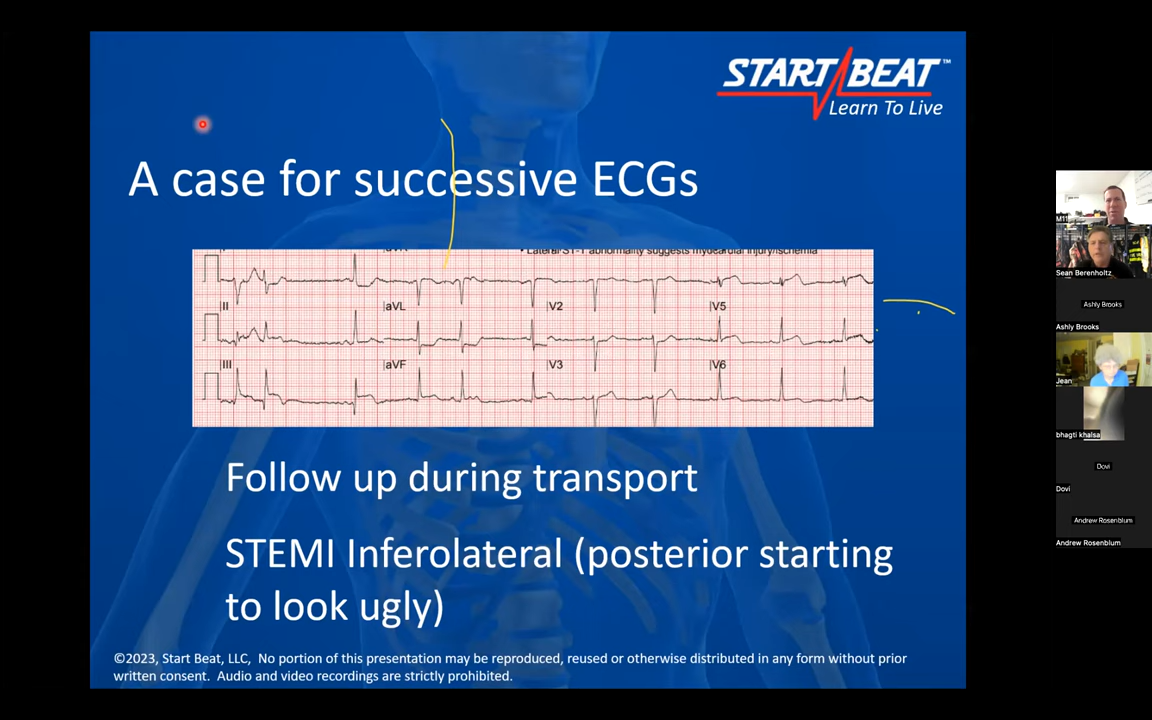 START BEAT™
Learn To Live
A case for successive ECGs
• Lateral ST-T abnormality suggests myocardial injury/ischemia
II
aVL
V2
V5
III
aVF
V3
V6
Follow up during transport
STEMI Inferolateral (posterior starting
to look ugly)
©2023, Start Beat, LLC, No portion of this presentation may be reproduced, reused or otherwise distributed in any form without prior
written consent. Audio and video recordings are strictly prohibited.
Sean Berenholtz
Ashly Brooks
Ashly Brooks
Jean
bhagti khalsa
Dovi
Dovi
Andrew Rosenblum
Andrew Rosenblum